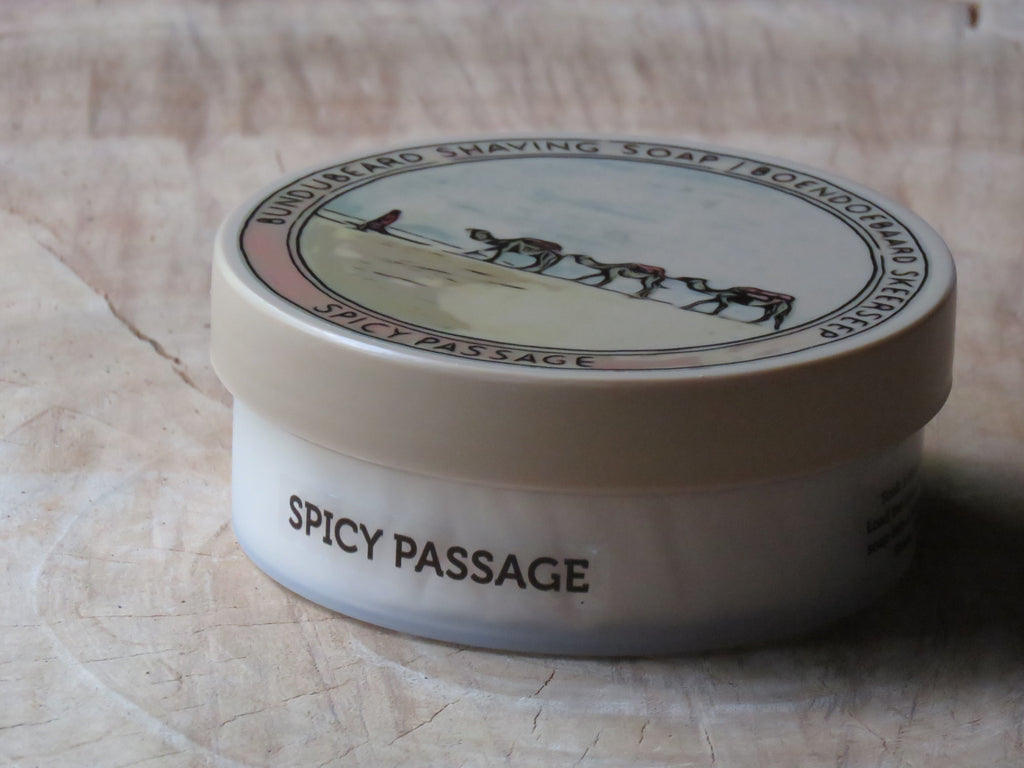 BUNDUBEARD SHAVING SOAP | BOENDOEBAARD SKEERSEEP
SPICY PASSAGE
SPICY PASSAGE